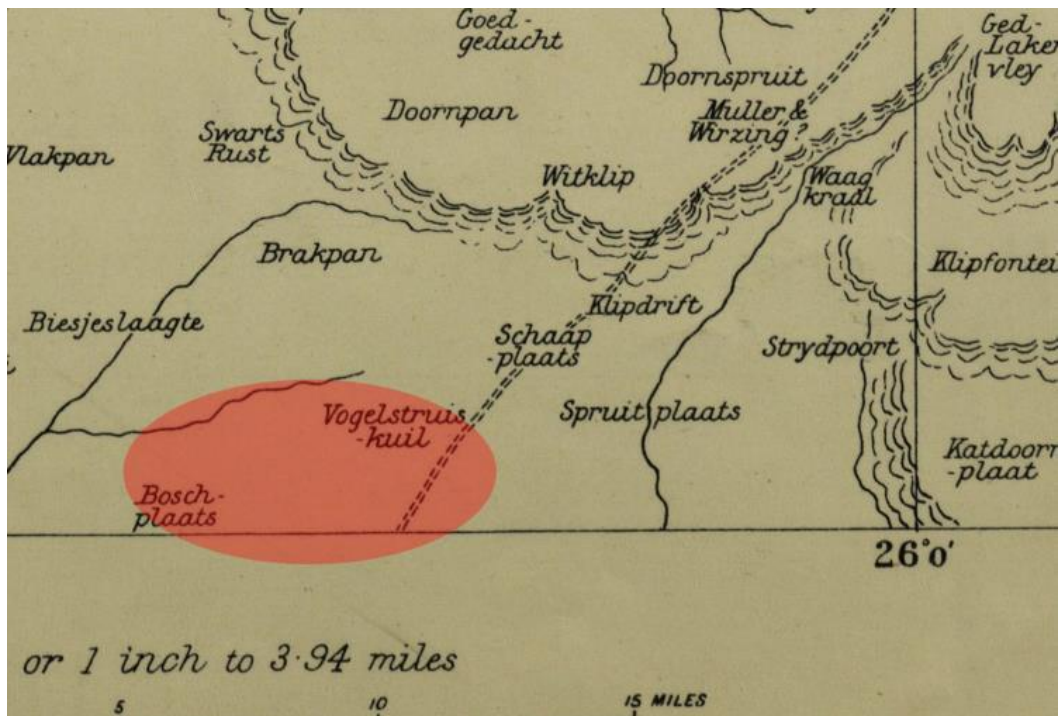 Goed-
gedacht
Ged-
Laker
vley
Doornspruit
Doornpan
Muller &
Wirzing?
Swarts
Rust
Vlakpan
Witklip
Waag
kraal
Brakpan
Klipfontei
Klipdrift
Biesjeslaagte
Schaap
-plaats
Strydpoort
Vogelstruis
-kuil
Spruitplaats
Katdoorn
-plaat
Bosch-
plaats
26°0'
or 1 inch to 3·94 miles
5 10 15 MILES